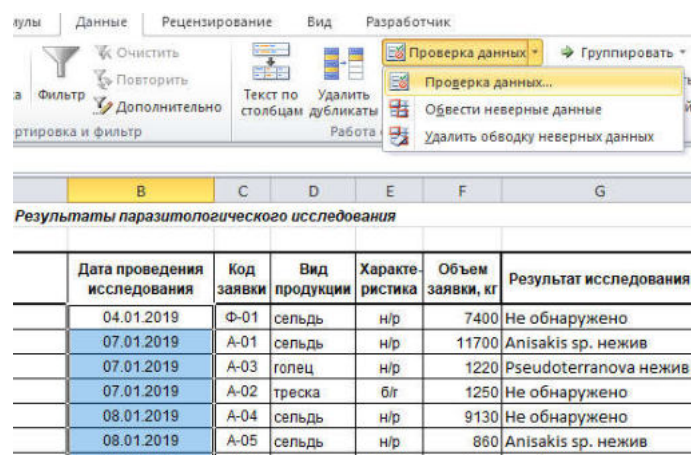 мулы Данные Рецензирование Вид Разработчик
Фильтр
Очистить
Повторить
Дополнительно
Текст по столбцам
Удалить дубликаты
Проверка данных
Группировать
Проверка данных...
Обвести неверные данные
Удалить обводку неверных данных
ртировка и фильтр
Работа
B C D E F G
Результаты паразитологического исследования
Дата проведения исследования Код заявки Вид продукции Характе-ристика Объем заявки, кг Результат исследования
04.01.2019 Ф-01 сельдь н/р 7400 Не обнаружено
07.01.2019 А-01 сельдь н/р 11700 Anisakis sp. нежив
07.01.2019 А-03 голец н/р 1220 Pseudoterranova нежив
07.01.2019 А-02 треска б/г 1250 Не обнаружено
08.01.2019 А-04 сельдь н/р 9130 Не обнаружено
08.01.2019 А-05 сельдь н/р 860 Anisakis sp. нежив